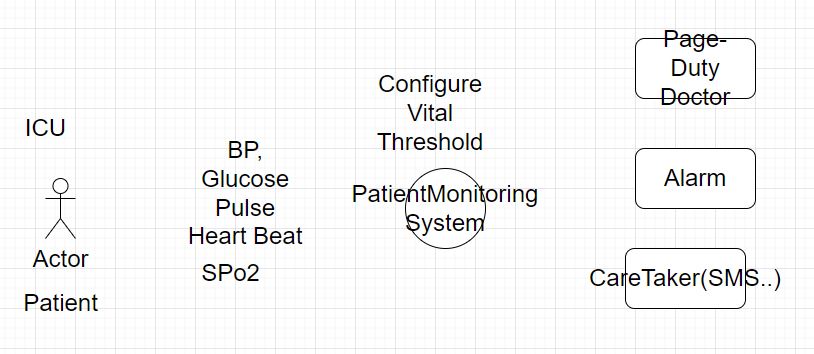 ICU
Actor
Patient
BP,
Glucose
Pulse
Heart Beat
SPo2
Configure
Vital
Threshold
PatientMonitoring
System
Page-
Duty
Doctor
Alarm
CareTaker(SMS..)